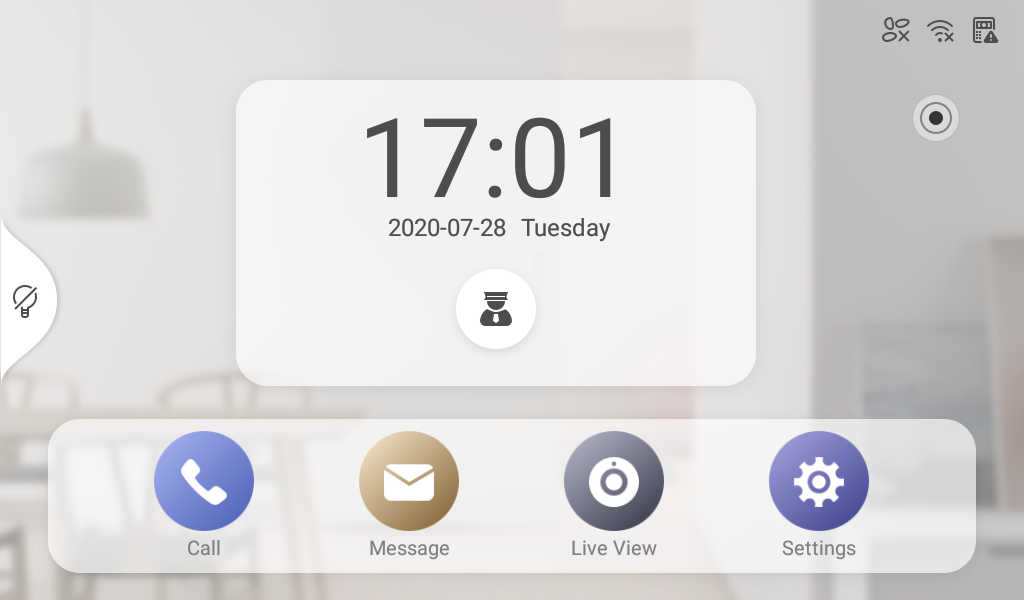 17:01
2020-07-28 Tuesday
Call
Message
Live View
Settings